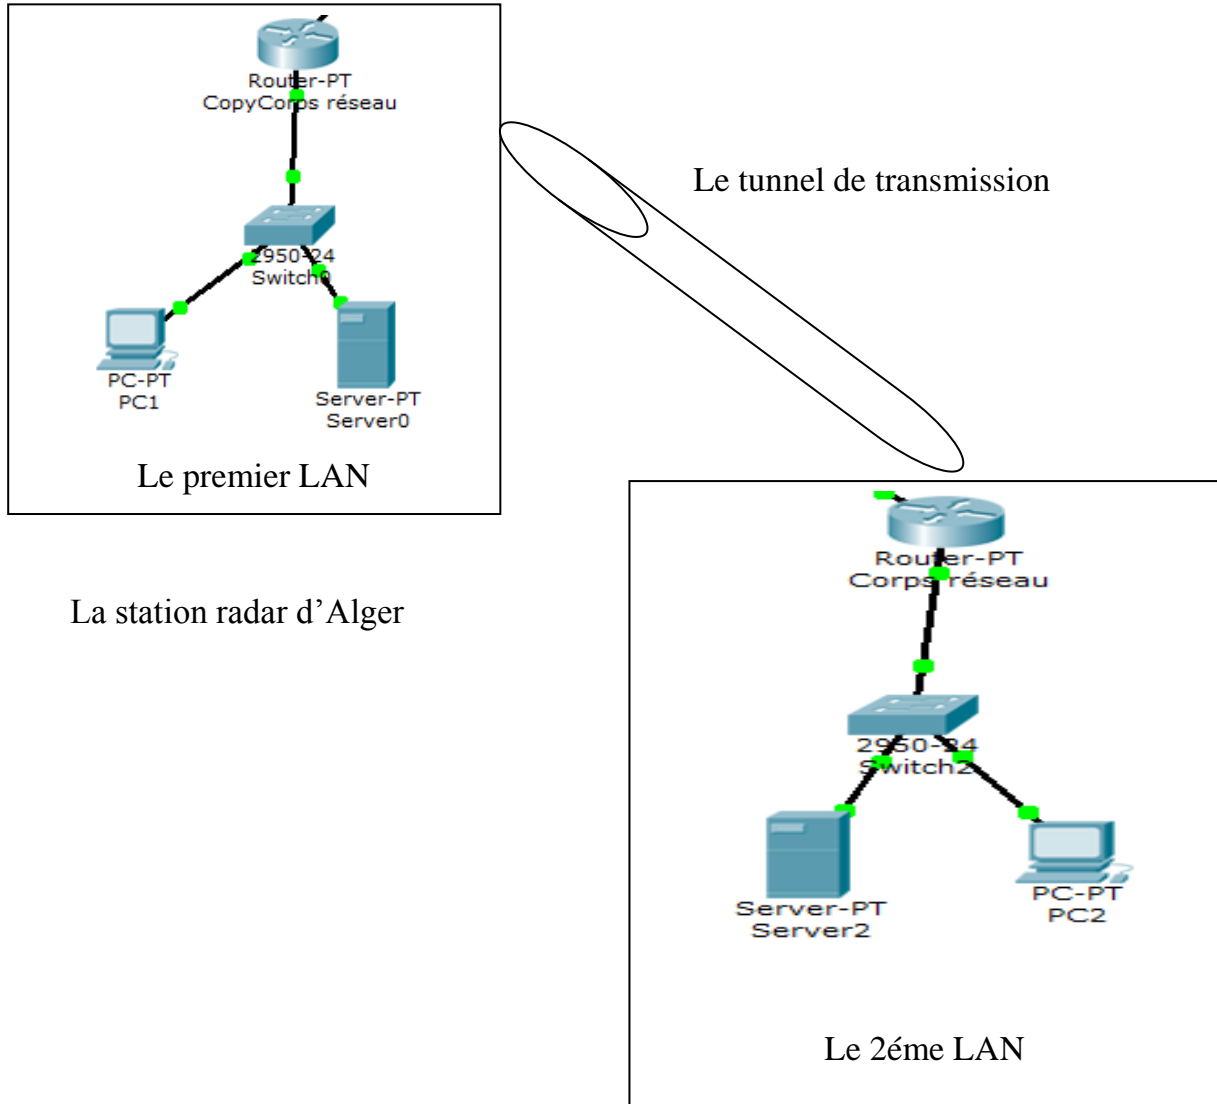 Router-PT
CopyCorps réseau
2950-24
Switch0
PC-PT
PC1
Server-PT
Server0
Le premier LAN
Le tunnel de transmission
La station radar d’Alger
Router-PT
Corps réseau
2950-24
Switch2
Server-PT
Server2
PC-PT
PC2
Le 2éme LAN